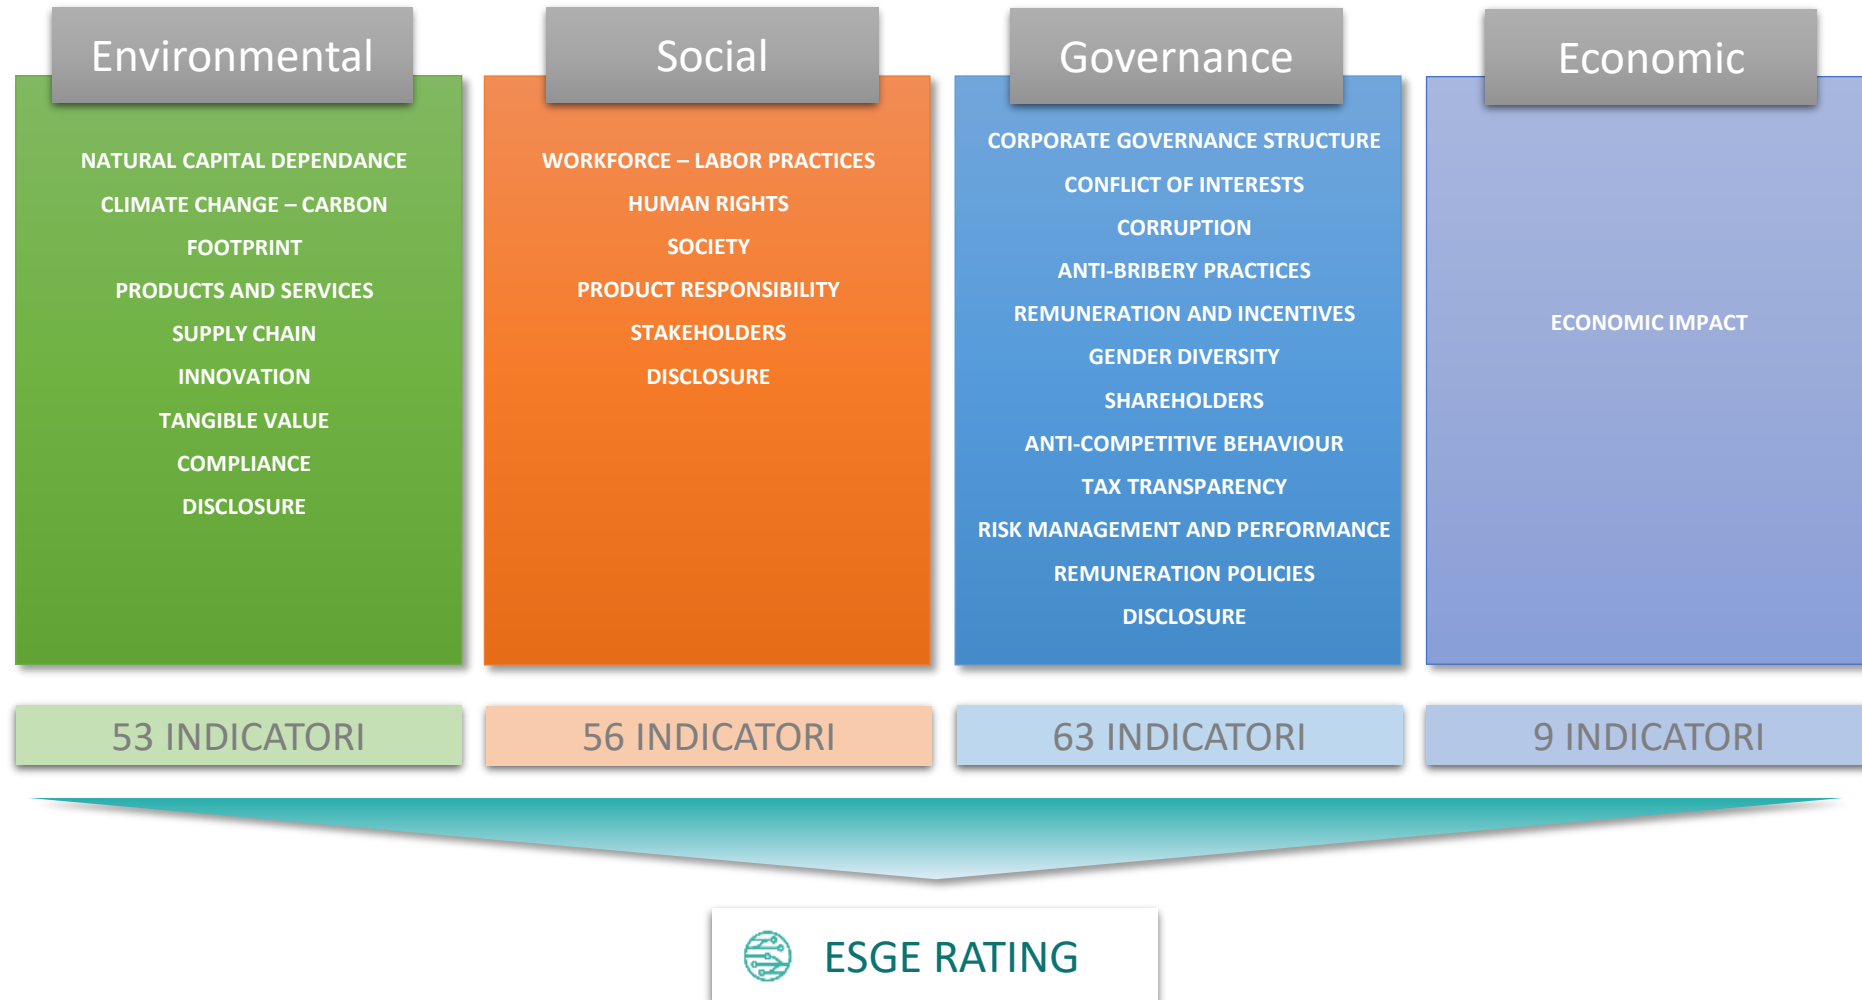 Environmental
NATURAL CAPITAL DEPENDANCE
CLIMATE CHANGE – CARBON
FOOTPRINT
PRODUCTS AND SERVICES
SUPPLY CHAIN
INNOVATION
TANGIBLE VALUE
COMPLIANCE
DISCLOSURE
53 INDICATORI
Social
WORKFORCE – LABOR PRACTICES
HUMAN RIGHTS
SOCIETY
PRODUCT RESPONSIBILITY
STAKEHOLDERS
DISCLOSURE
56 INDICATORI
Governance
CORPORATE GOVERNANCE STRUCTURE
CONFLICT OF INTERESTS
CORRUPTION
ANTI-BRIBERY PRACTICES
REMUNERATION AND INCENTIVES
GENDER DIVERSITY
SHAREHOLDERS
ANTI-COMPETITIVE BEHAVIOUR
TAX TRANSPARENCY
RISK MANAGEMENT AND PERFORMANCE
REMUNERATION POLICIES
DISCLOSURE
63 INDICATORI
Economic
ECONOMIC IMPACT
9 INDICATORI
ESGE RATING